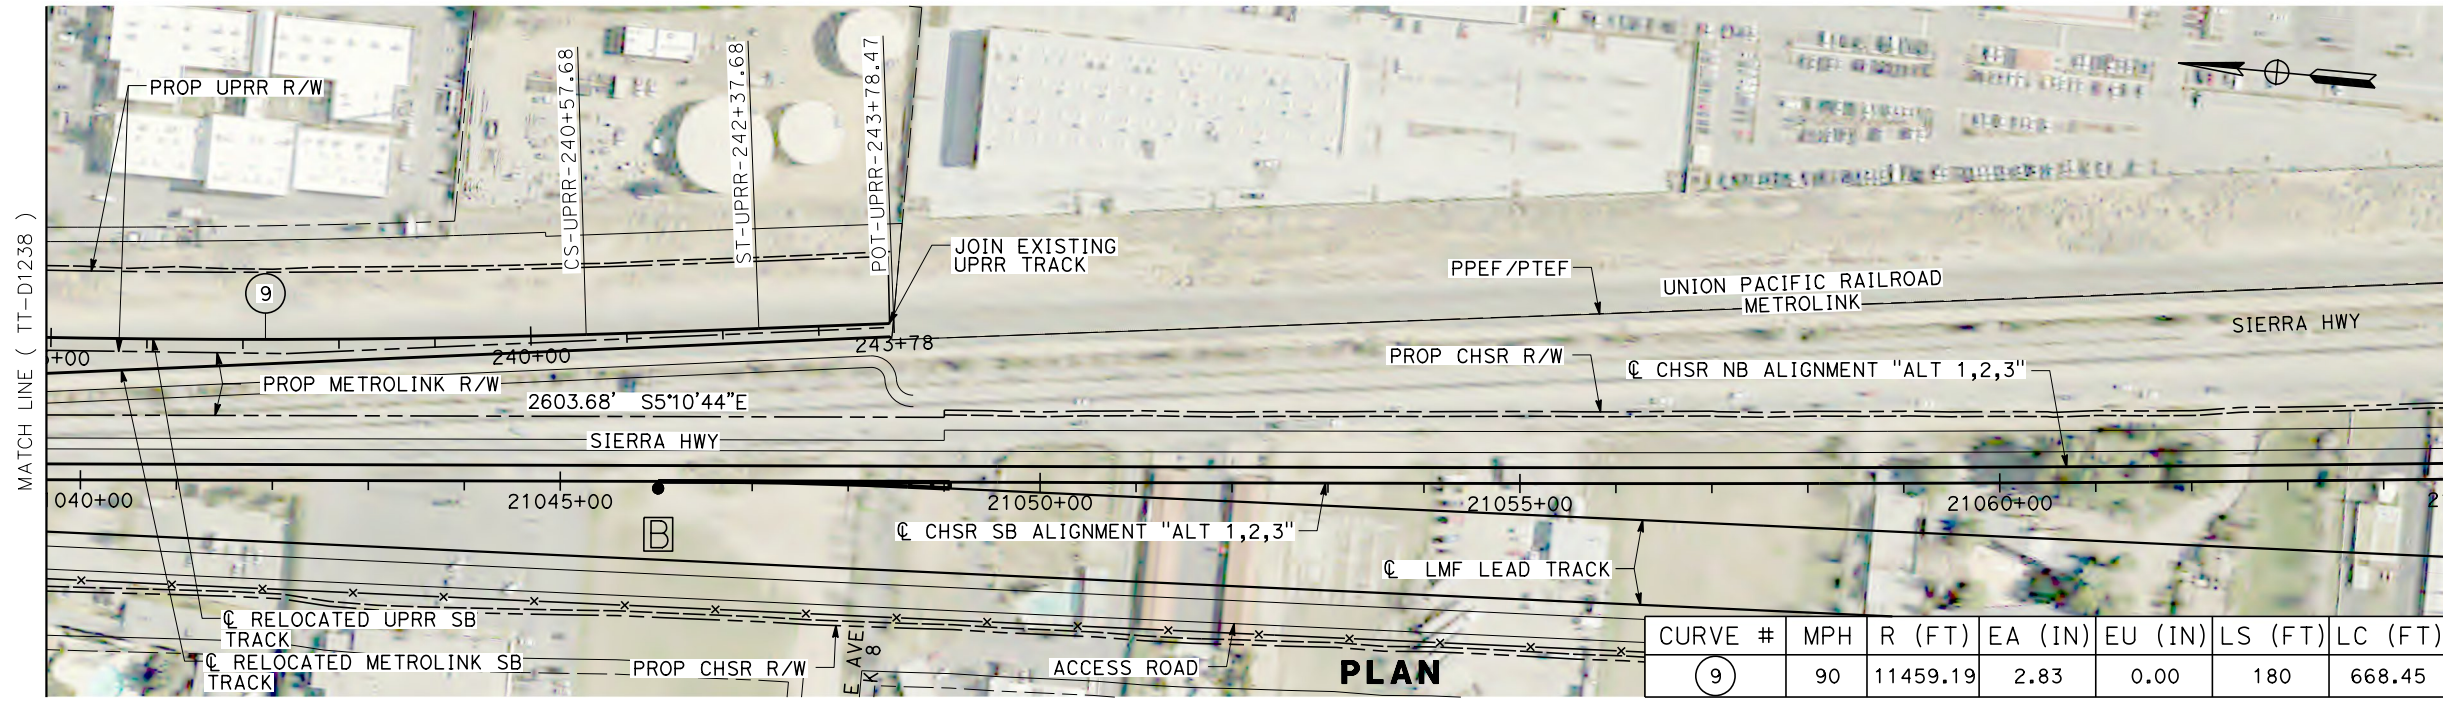 MATCH LINE ( TT-D1238 )
PROP UPRR R/W
9
CS-UPRR-240+57.68
ST-UPRR-242+37.68
POT-UPRR-243+78.47
JOIN EXISTING
UPRR TRACK
PPEF/PTEF
UNION PACIFIC RAILROAD
METROLINK
SIERRA HWY
+00
240+00
243+78
PROP METROLINK R/W
2603.68' S5°10'44"E
PROP CHSR R/W
℄ CHSR NB ALIGNMENT "ALT 1,2,3"
SIERRA HWY
040+00
21045+00
21050+00
21055+00
21060+00
B
℄ CHSR SB ALIGNMENT "ALT 1,2,3"
℄ LMF LEAD TRACK
℄ RELOCATED UPRR SB
TRACK
℄ RELOCATED METROLINK SB
TRACK
PROP CHSR R/W
E AVE
K 8
ACCESS ROAD
PLAN
CURVE # MPH R (FT) EA (IN) EU (IN) LS (FT) LC (FT)
9 90 11459.19 2.83 0.00 180 668.45